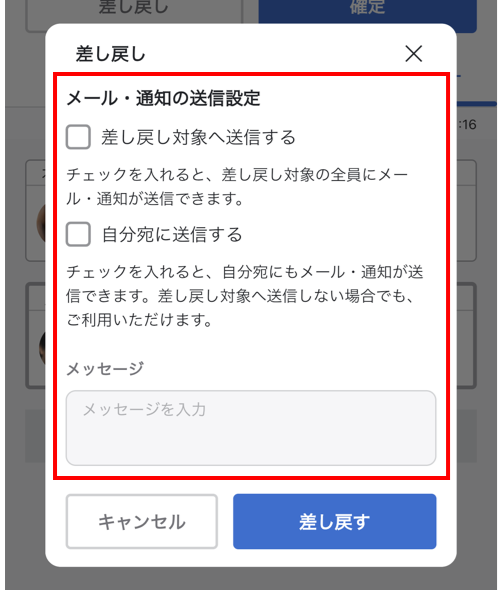 差し戻し
確定
差し戻し
:16
メール・通知の送信設定
差し戻し対象へ送信する
チェックを入れると、差し戻し対象の全員にメー
ル・通知が送信できます。
自分宛に送信する
チェックを入れると、自分宛にもメール・通知が送
信できます。差し戻し対象へ送信しない場合でも、
ご利用いただけます。
メッセージ
メッセージを入力
キャンセル
差し戻す